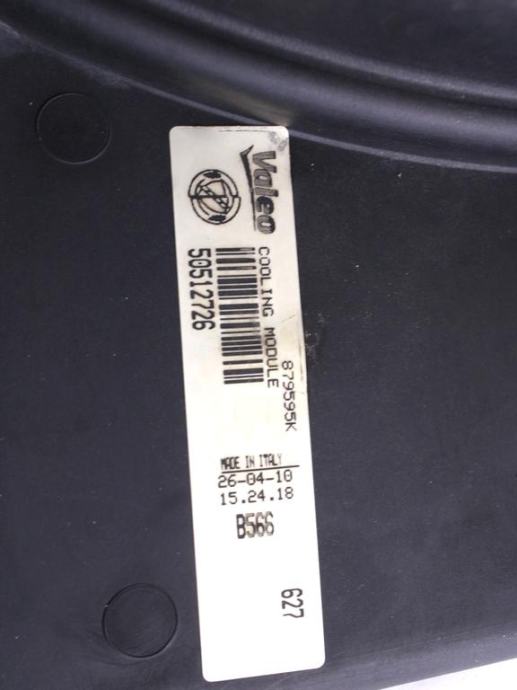 Valeo
COOLING MODULE
50512726
879595K
MADE IN ITALY
26-04-10
15.24.18
B566
627